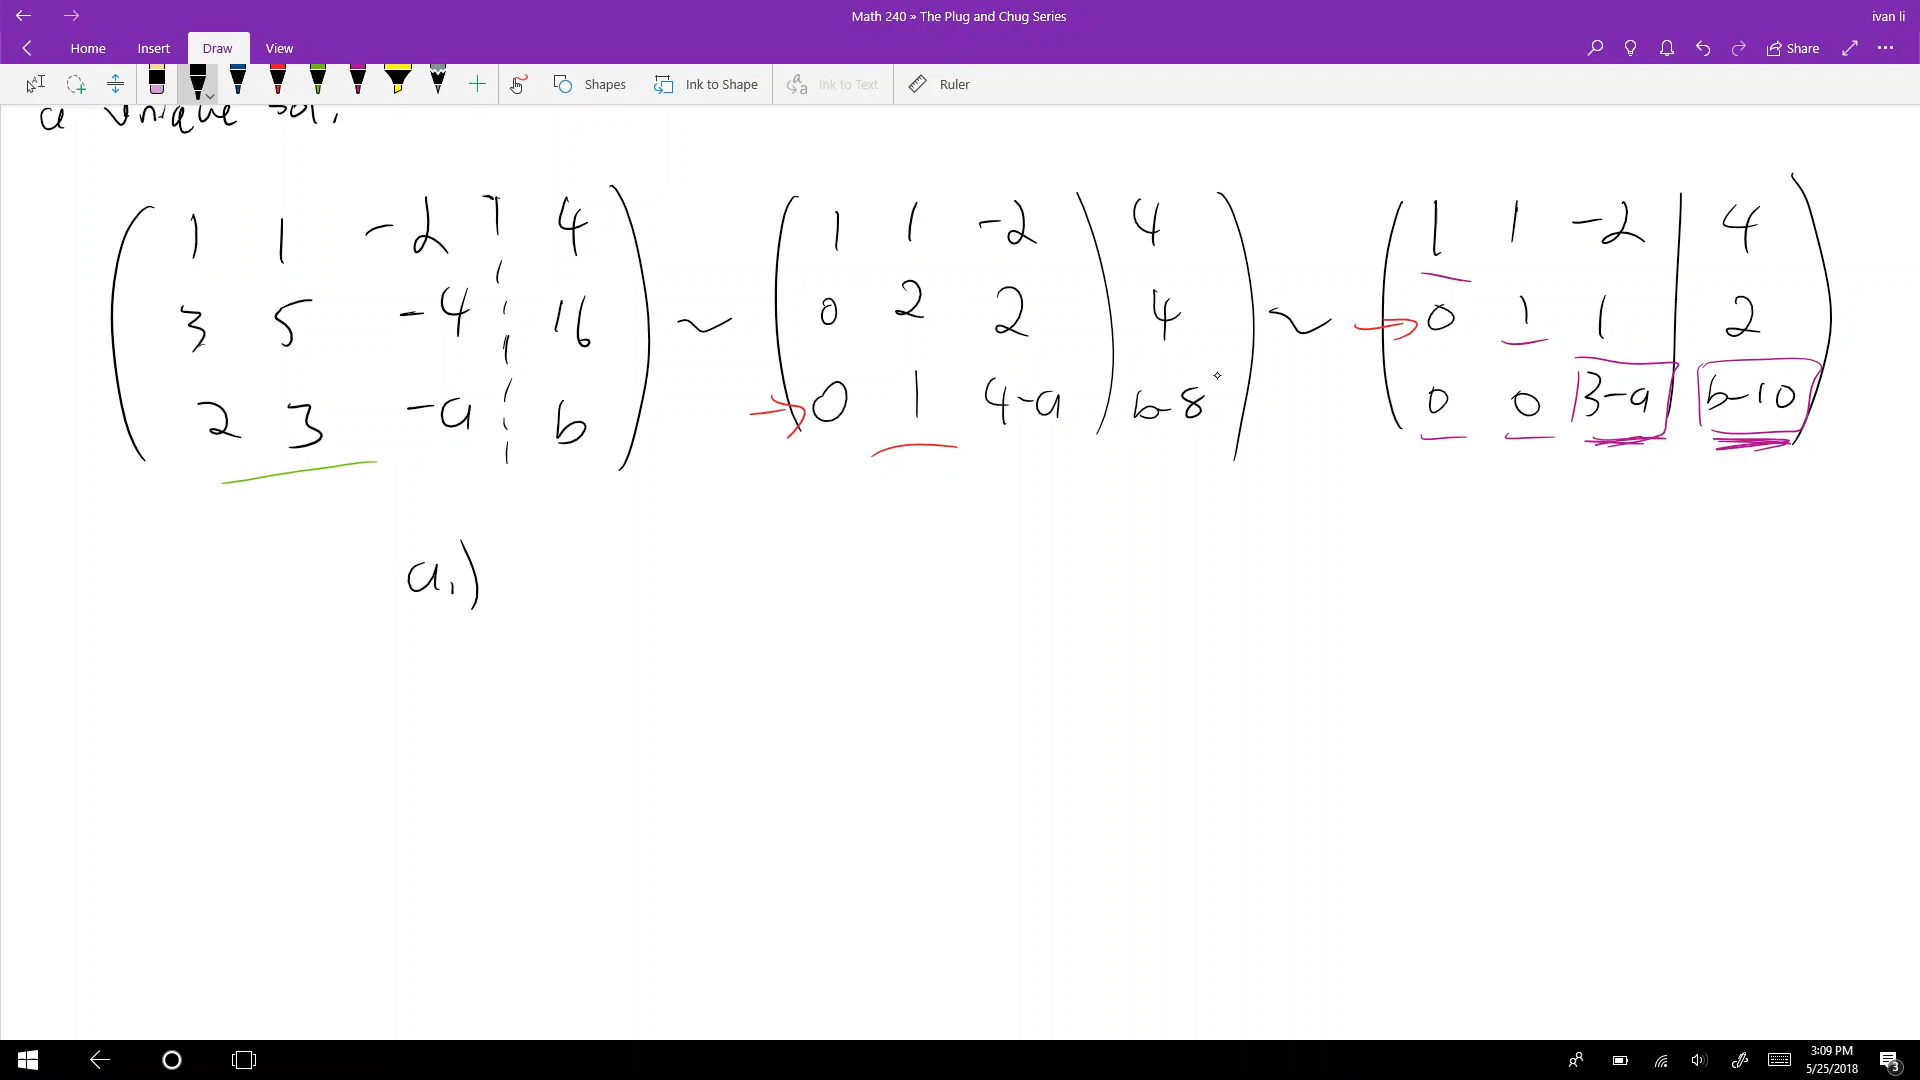 Math 240 » The Plug and Chug Series
ivan li
Home Insert Draw View
Share
Shapes Ink to Shape Ink to Text Ruler
a unique sol.
1 1 -2 4
3 5 -4 16
2 3 -a b
~
1 1 -2 4
0 2 2 4
0 1 4-a b-8
~
1 1 -2 4
0 1 1 2
0 0 3-a b-10
a.)
3:09 PM
5/25/2018
3